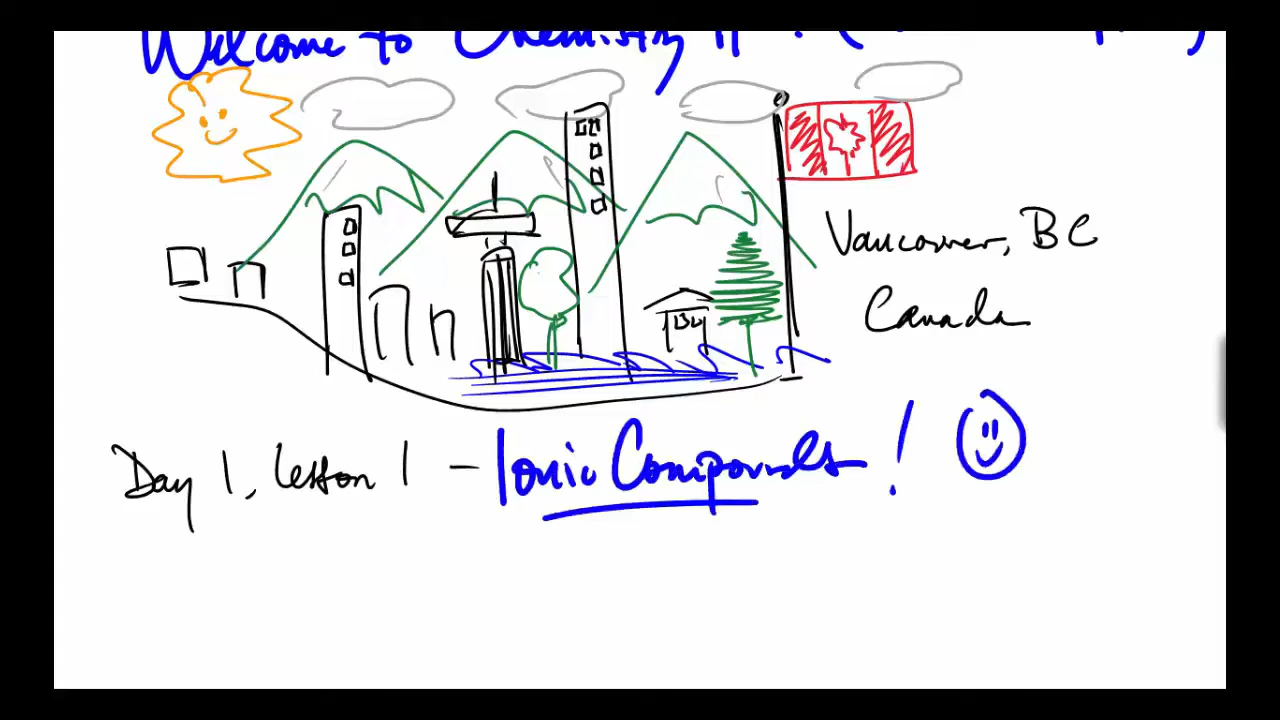 Welcome to Chemistry 11
Vancouver, BC
Canada
Day 1, lesson 1 - Ionic Compounds!